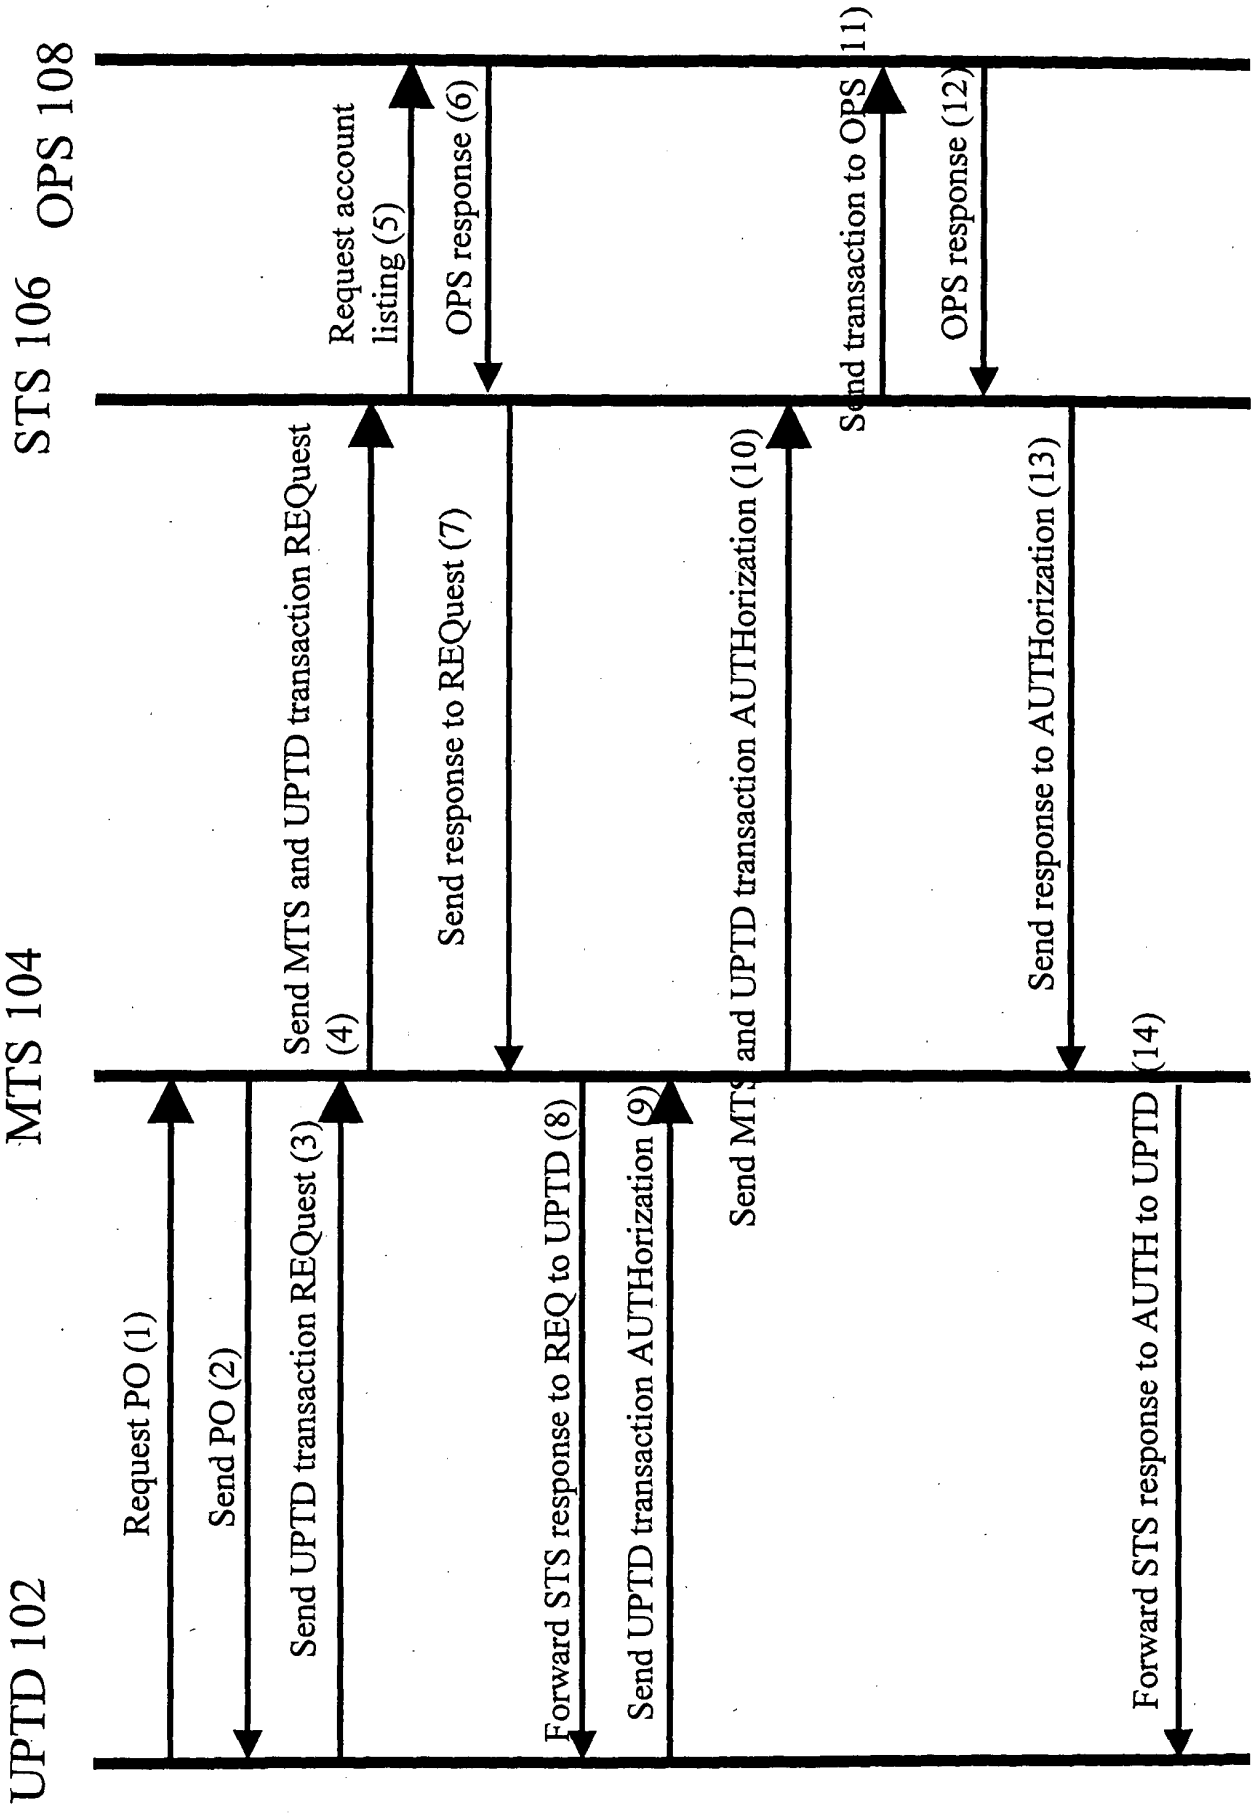 UPTD 102
MTS 104
STS 106
OPS 108
Request PO (1)
Send PO (2)
Send UPTD transaction REQuest (3)
Send MTS and UPTD transaction REQuest
(4)
Request account
listing (5)
OPS response (6)
Send response to REQuest (7)
Forward STS response to REQ to UPTD (8)
Send UPTD transaction AUTHorization (9)
Send MTS and UPTD transaction AUTHorization (10)
Send transaction to OPS 11)
OPS response (12)
Send response to AUTHorization (13)
Forward STS response to AUTH to UPTD (14)